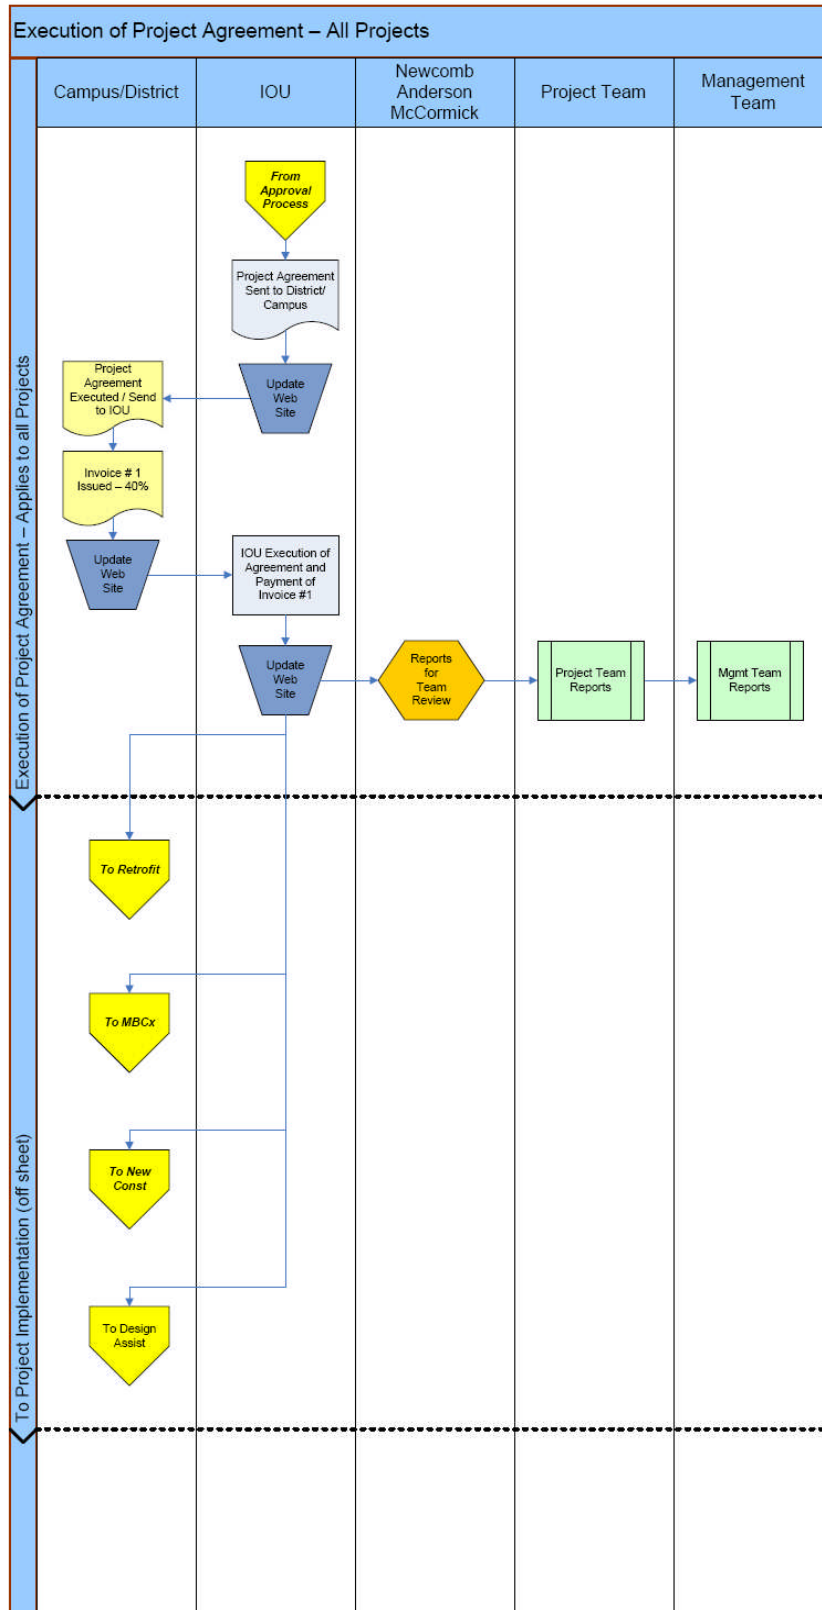 Execution of Project Agreement – All Projects
Campus/District
IOU
Newcomb
Anderson
McCormick
Project Team
Management
Team
Execution of Project Agreement – Applies to all Projects
From
Approval
Process
Project Agreement
Sent to District/
Campus
Update
Web
Site
Project
Agreement
Executed / Send
to IOU
Invoice # 1
Issued – 40%
Update
Web
Site
IOU Execution of
Agreement and
Payment of
Invoice #1
Update
Web
Site
Reports
for
Team
Review
Project Team
Reports
Mgmt Team
Reports
To Project Implementation (off sheet)
To Retrofit
To MBCx
To New
Const
To Design
Assist